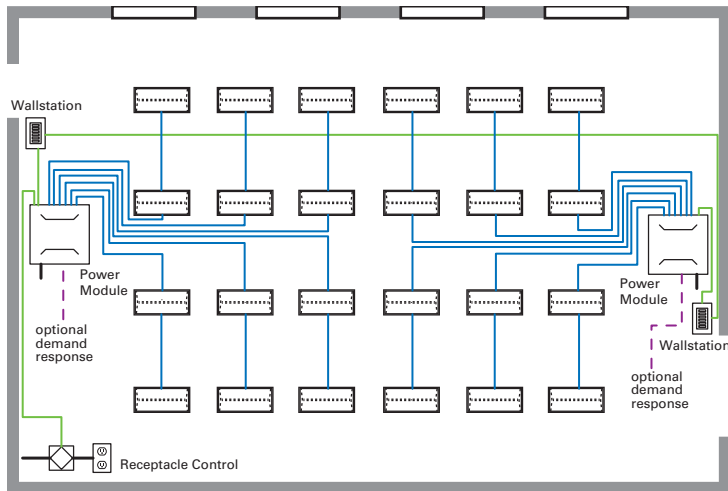 Wallstation
Power
Module
optional
demand
response
Power
Module
Wallstation
optional
demand
response
Receptacle Control